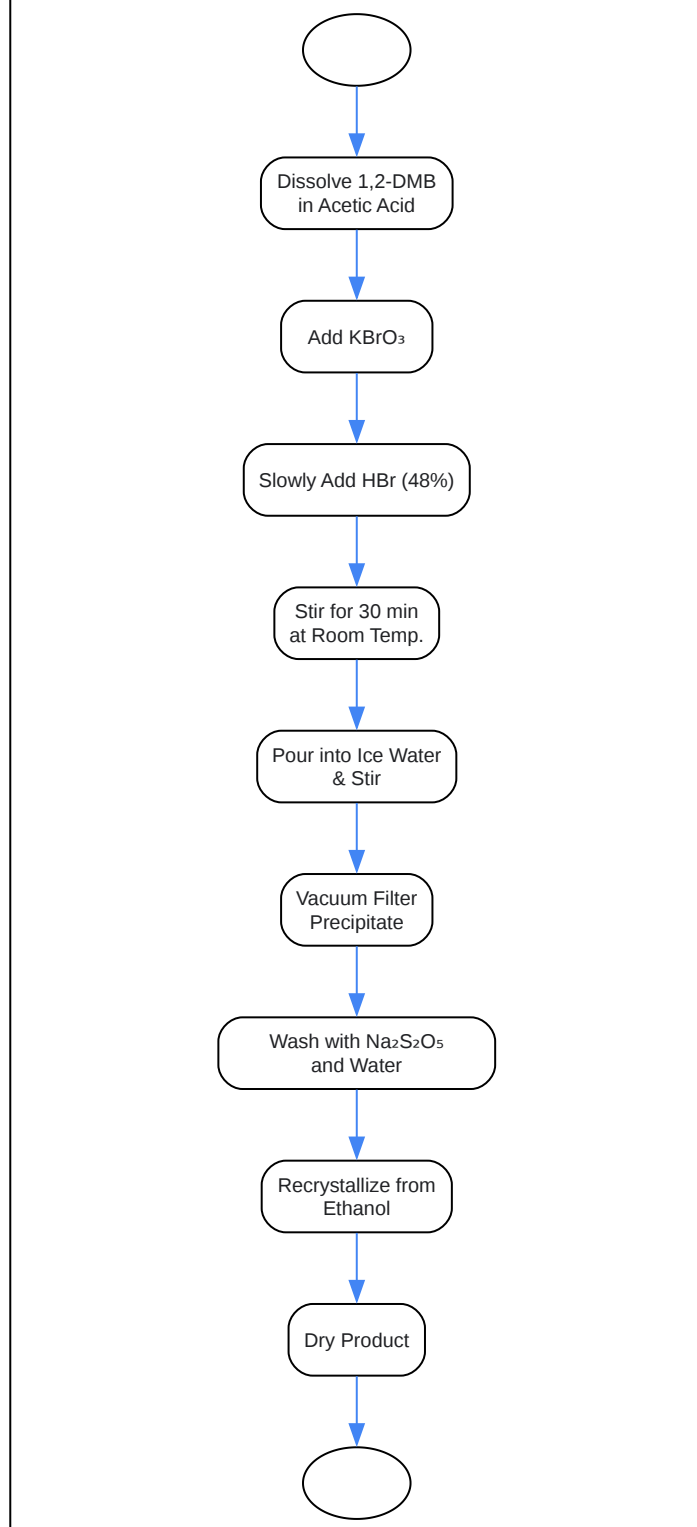 Dissolve 1,2-DMB
in Acetic Acid
Add KBrO₃
Slowly Add HBr (48%)
Stir for 30 min
at Room Temp.
Pour into Ice Water
& Stir
Vacuum Filter
Precipitate
Wash with Na₂S₂O₅
and Water
Recrystallize from
Ethanol
Dry Product